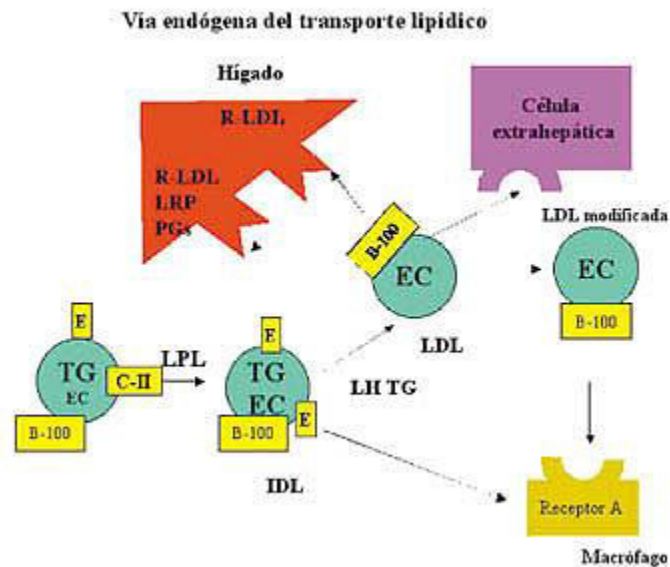 Vía endógena del transporte lipídico
Hígado
R-LDL
R-LDL
LRP
PGs
Célula
extrahepática
LDL modificada
B-100
EC
LDL
EC
B-100
E
TG
EC
C-II
B-100
LPL
E
TG
EC
E
B-100
IDL
LH TG
Receptor A
Macrófago